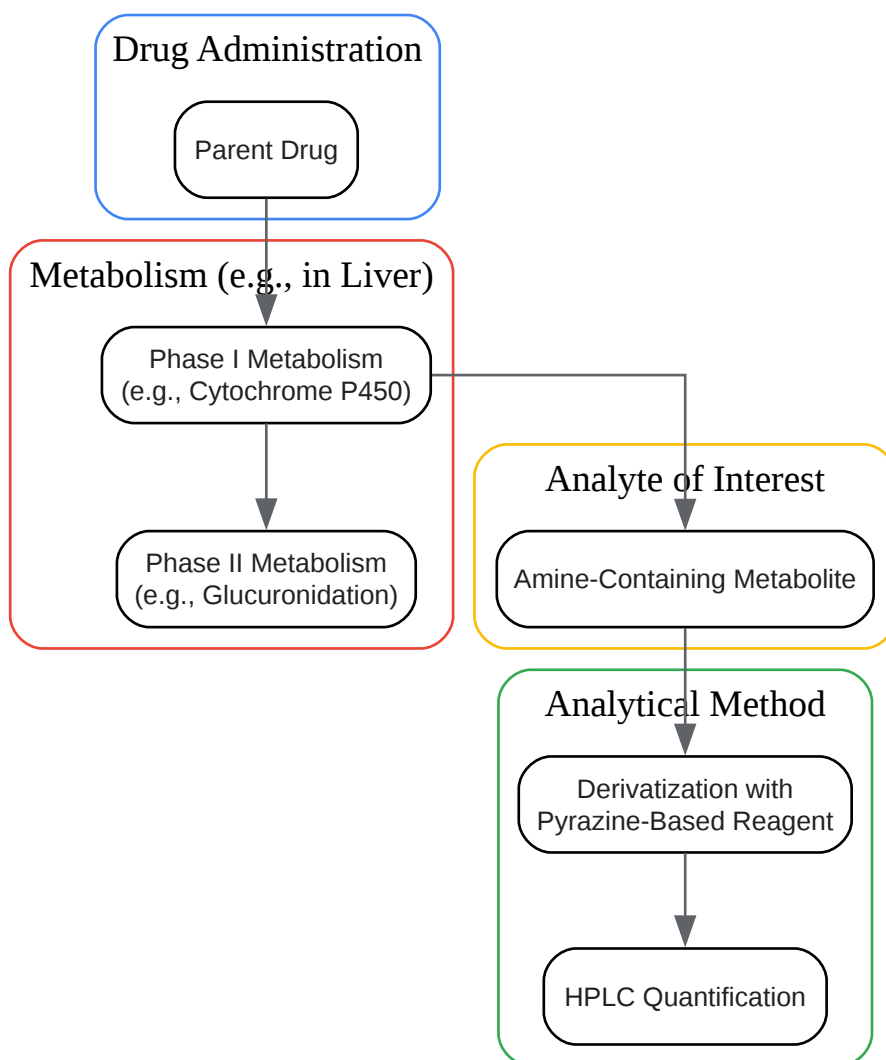 Drug Administration
Parent Drug
Metabolism (e.g., in Liver)
Phase I Metabolism
(e.g., Cytochrome P450)
Phase II Metabolism
(e.g., Glucuronidation)
Analyte of Interest
Amine-Containing Metabolite
Analytical Method
Derivatization with
Pyrazine-Based Reagent
HPLC Quantification